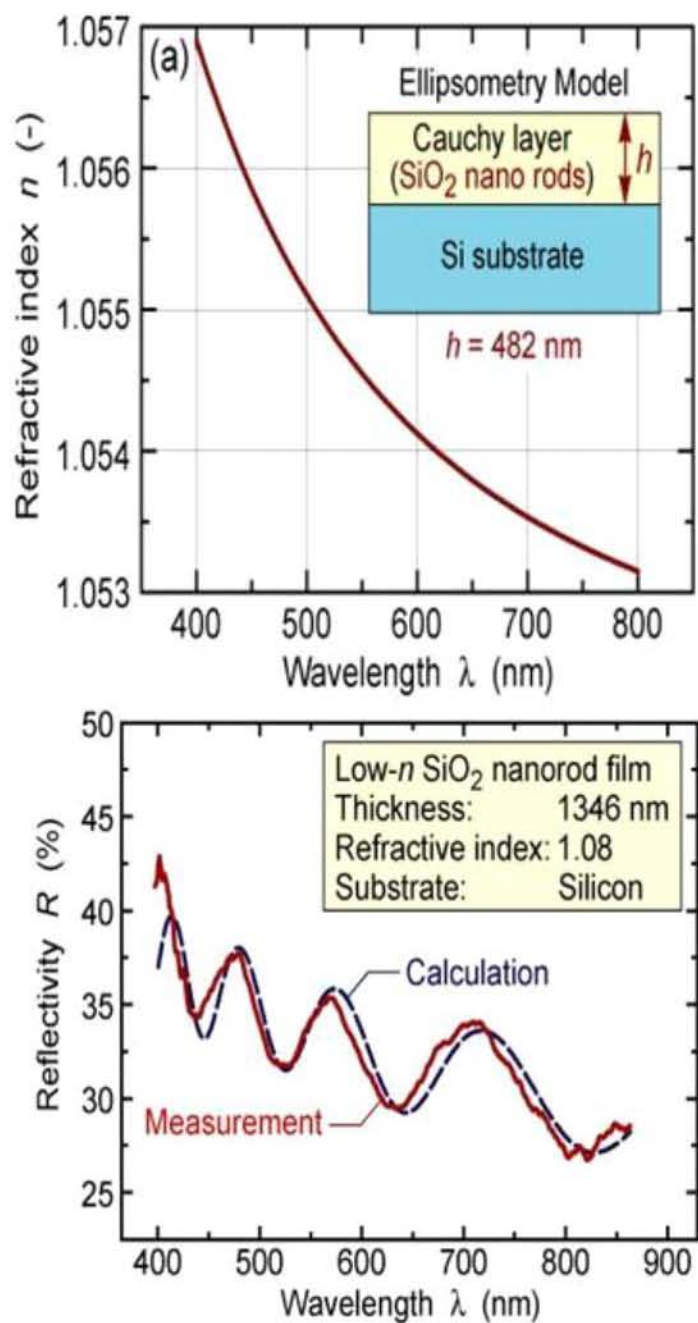 1.057
(a)
Ellipsometry Model
Cauchy layer
(SiO₂ nano rods)
h
Si substrate
h = 482 nm
1.056
1.055
1.054
1.053
Refractive index n (-)
400 500 600 700 800
Wavelength λ (nm)
50
45
40
35
30
25
Reflectivity R (%)
Low-n SiO₂ nanorod film
Thickness: 1346 nm
Refractive index: 1.08
Substrate: Silicon
Calculation
Measurement
400 500 600 700 800 900
Wavelength λ (nm)